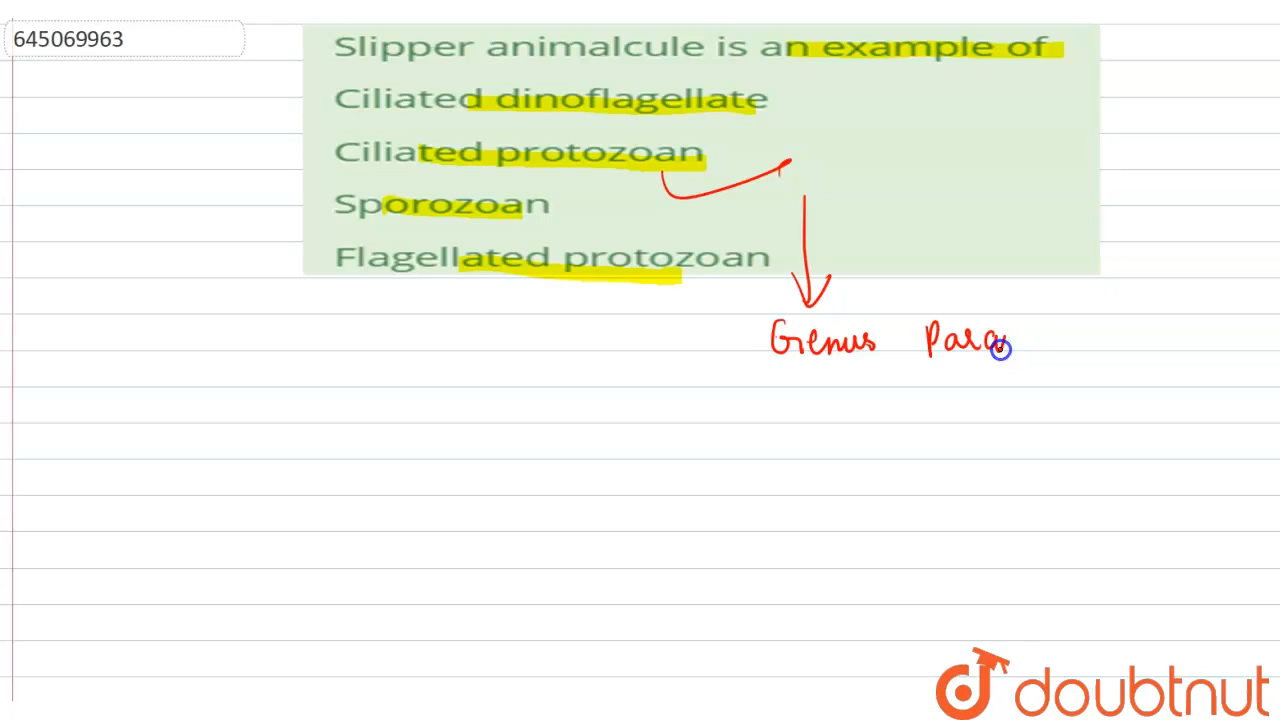 645069963
Slipper animalcule is an example of
Ciliated dinoflagellate
Ciliated protozoan
Sporozoan
Flagellated protozoan
Genus Para
doubtnut